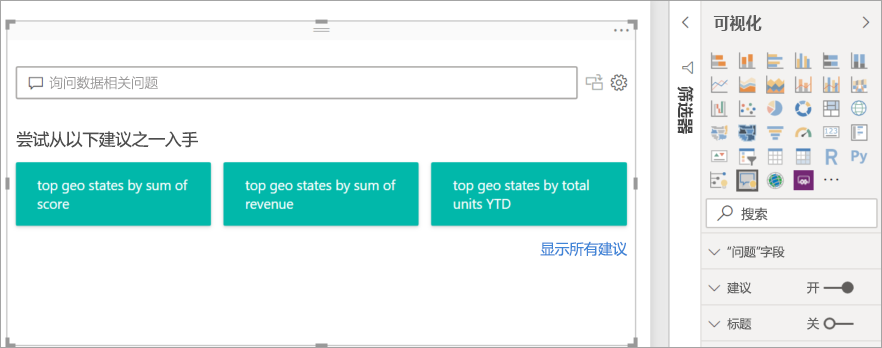 询问数据相关问题
尝试从以下建议之一入手
top geo states by sum of
score
top geo states by sum of
revenue
top geo states by total
units YTD
显示所有建议
筛选器
可视化
123
R
Py
搜索
“问题”字段
建议 开
标题 关